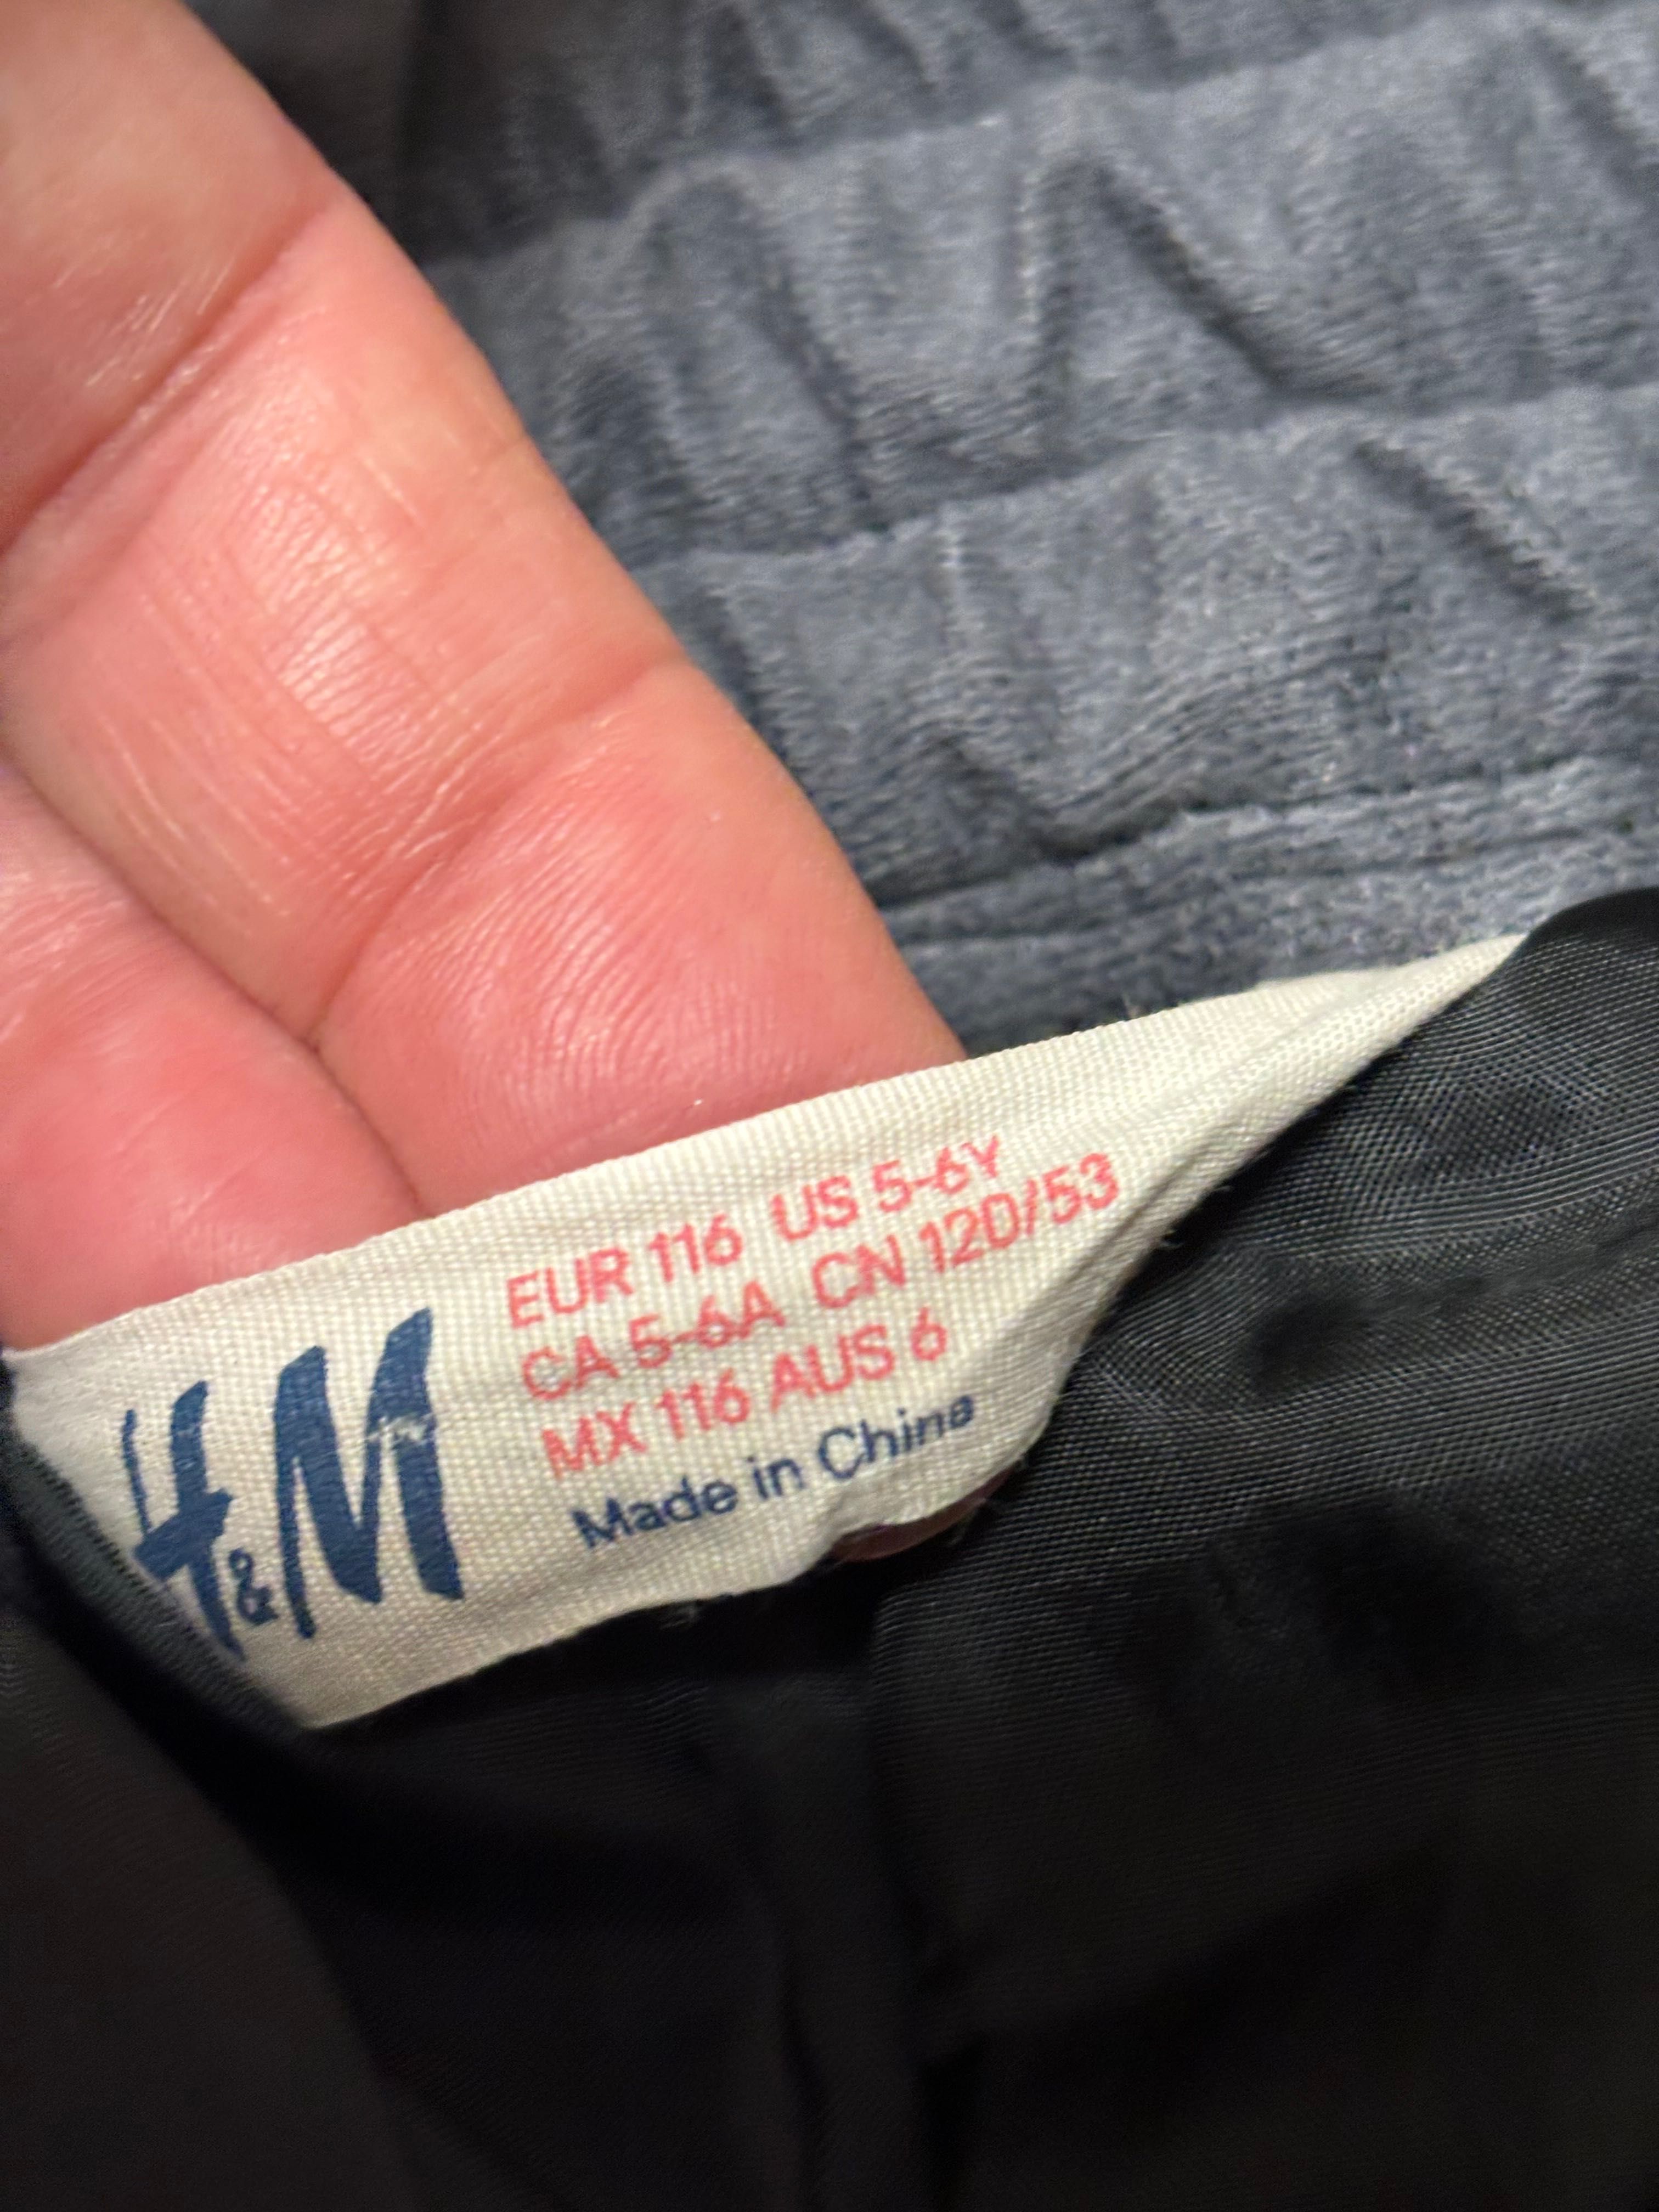 H&M
EUR 116 US 5-6Y
CA 5-6A CN 120/53
MX 116 AUS 6
Made in China